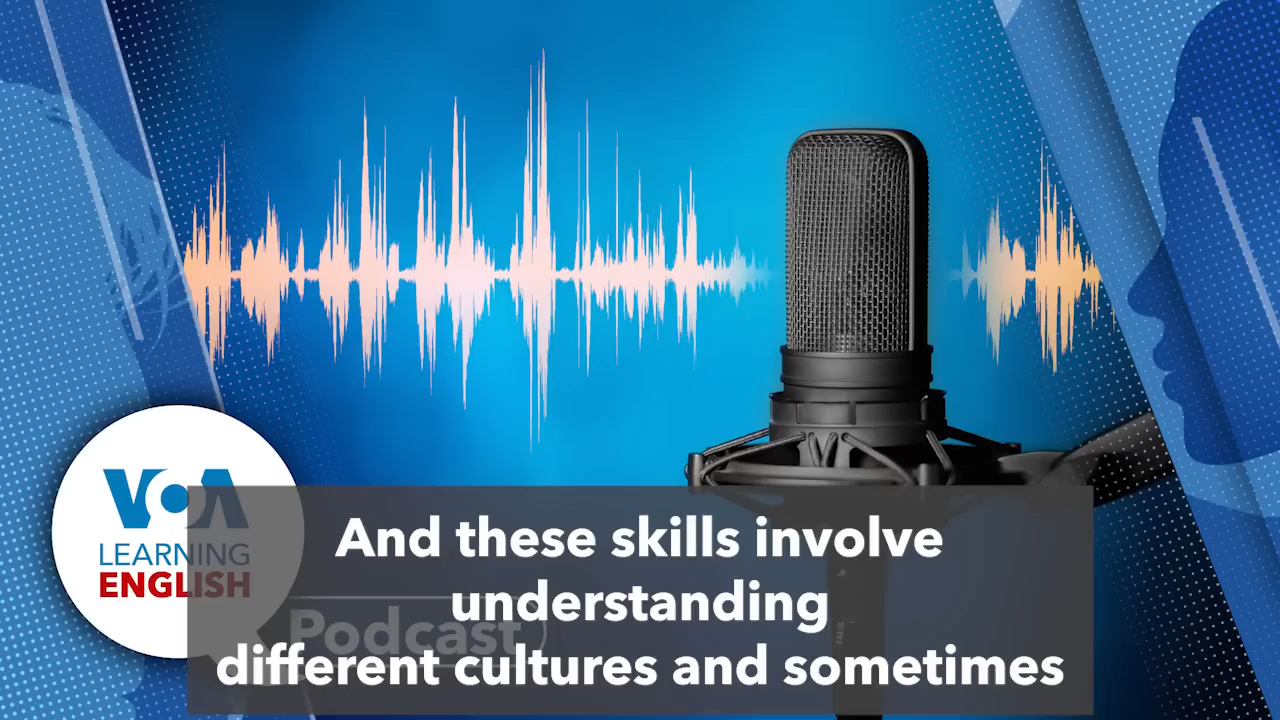 VOA
LEARNING
ENGLISH
Podcast
And these skills involve
understanding
different cultures and sometimes